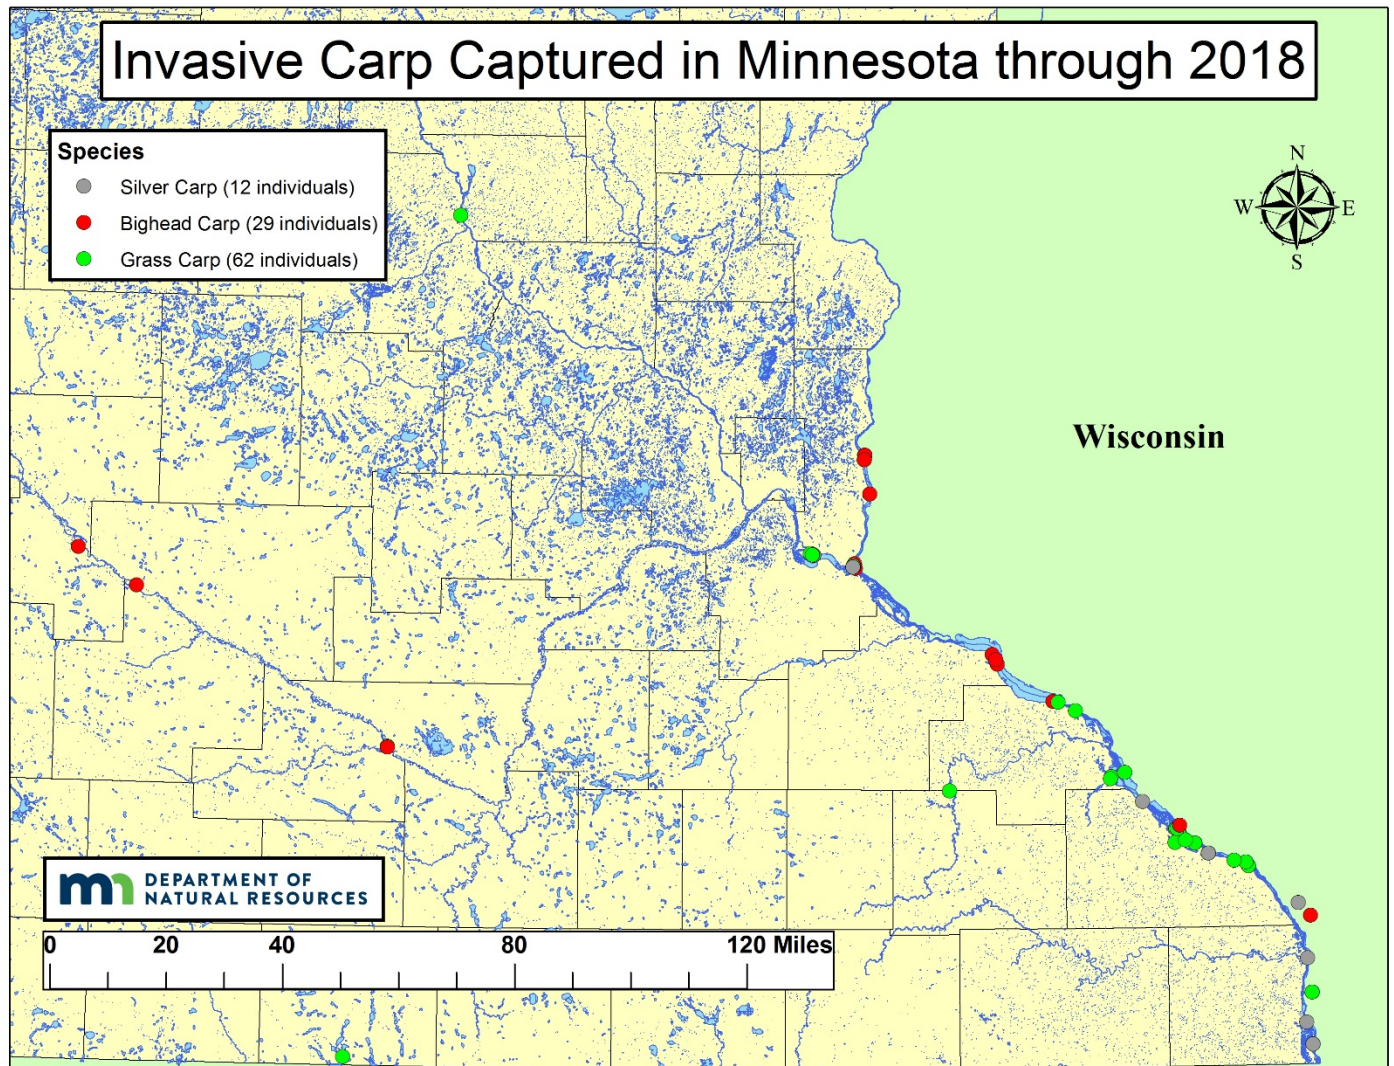 Invasive Carp Captured in Minnesota through 2018
Species
Silver Carp (12 individuals)
Bighead Carp (29 individuals)
Grass Carp (62 individuals)
N
W E
S
Wisconsin
mn DEPARTMENT OF
NATURAL RESOURCES
0 20 40 80 120 Miles